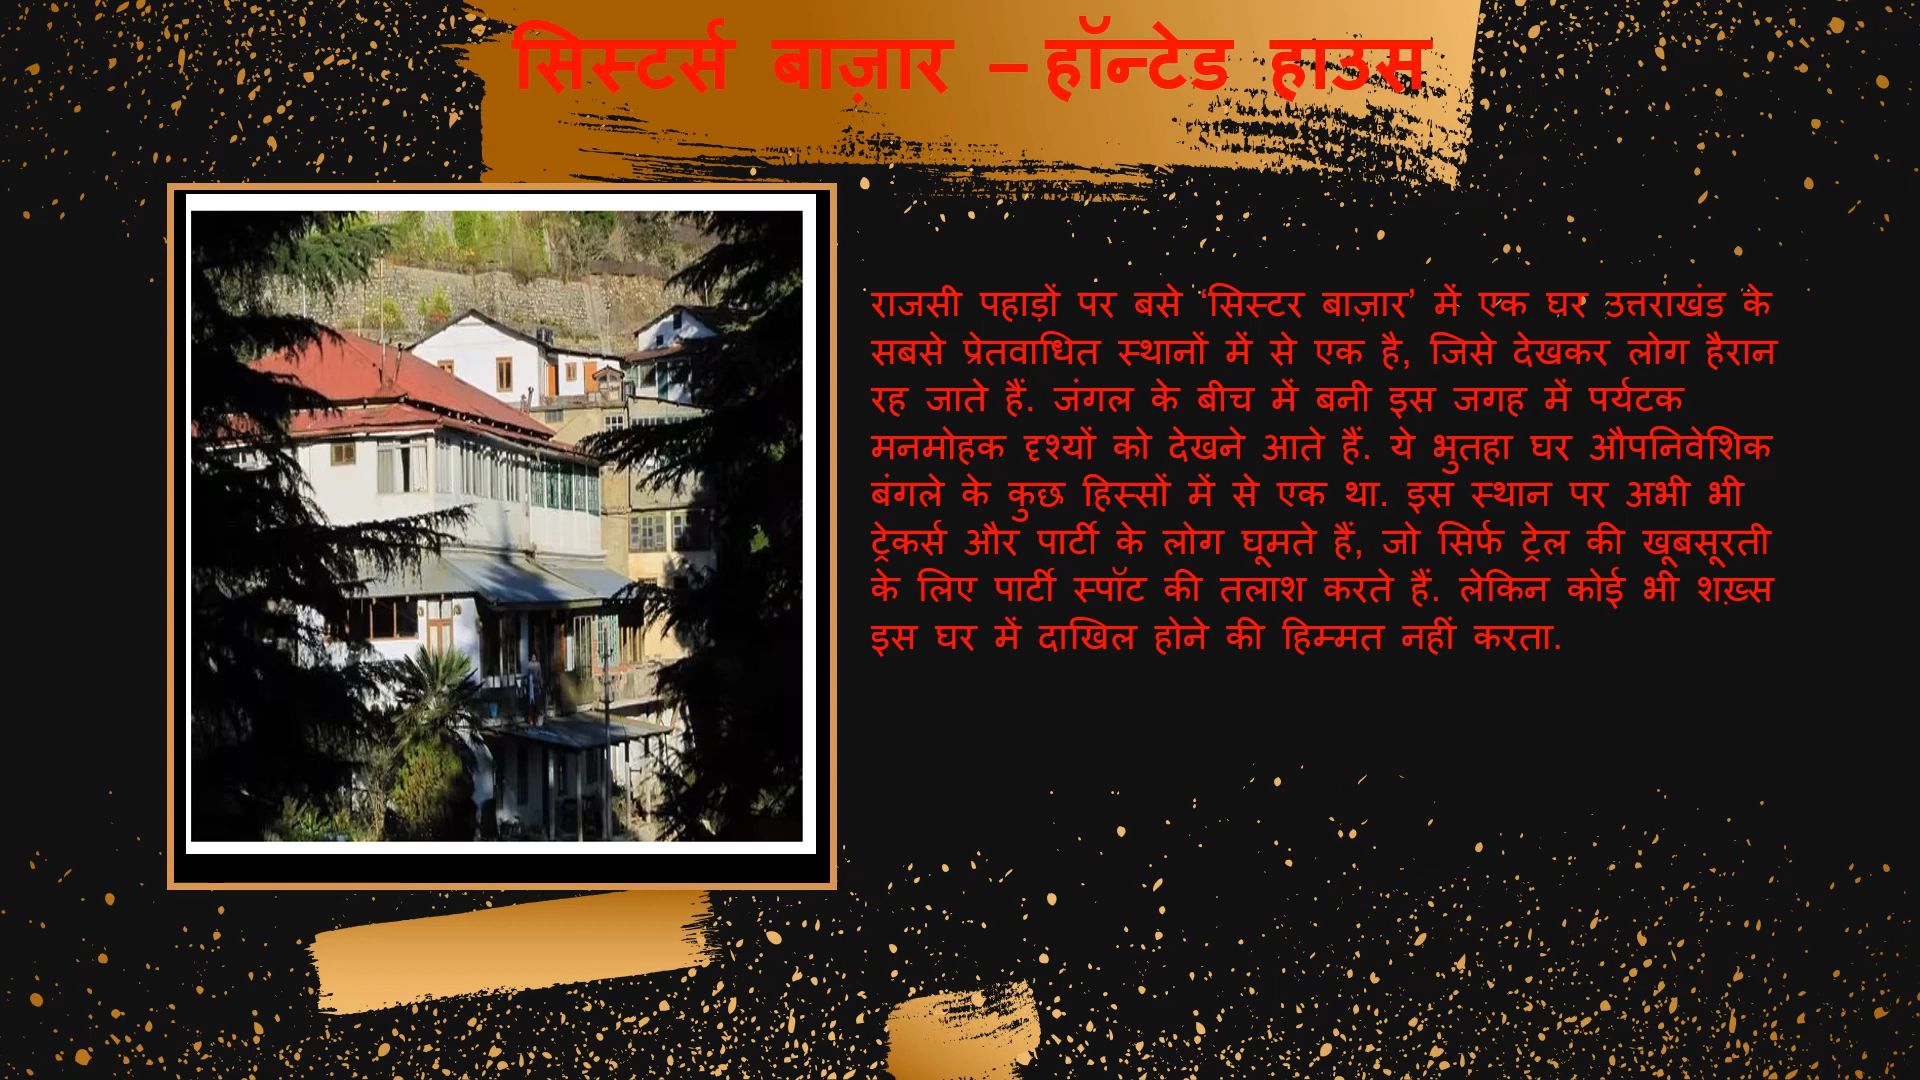 सिस्टर्स बाज़ार – हॉन्टेड हाउस
राजसी पहाड़ों पर बसे ‘सिस्टर बाज़ार’ में एक घर उत्तराखंड के
सबसे प्रेतवाधित स्थानों में से एक है, जिसे देखकर लोग हैरान
रह जाते हैं. जंगल के बीच में बनी इस जगह में पर्यटक
मनमोहक दृश्यों को देखने आते हैं. ये भुतहा घर औपनिवेशिक
बंगले के कुछ हिस्सों में से एक था. इस स्थान पर अभी भी
ट्रेकर्स और पार्टी के लोग घूमते हैं, जो सिर्फ ट्रेल की खूबसूरती
के लिए पार्टी स्पॉट की तलाश करते हैं. लेकिन कोई भी शख़्स
इस घर में दाखिल होने की हिम्मत नहीं करता.